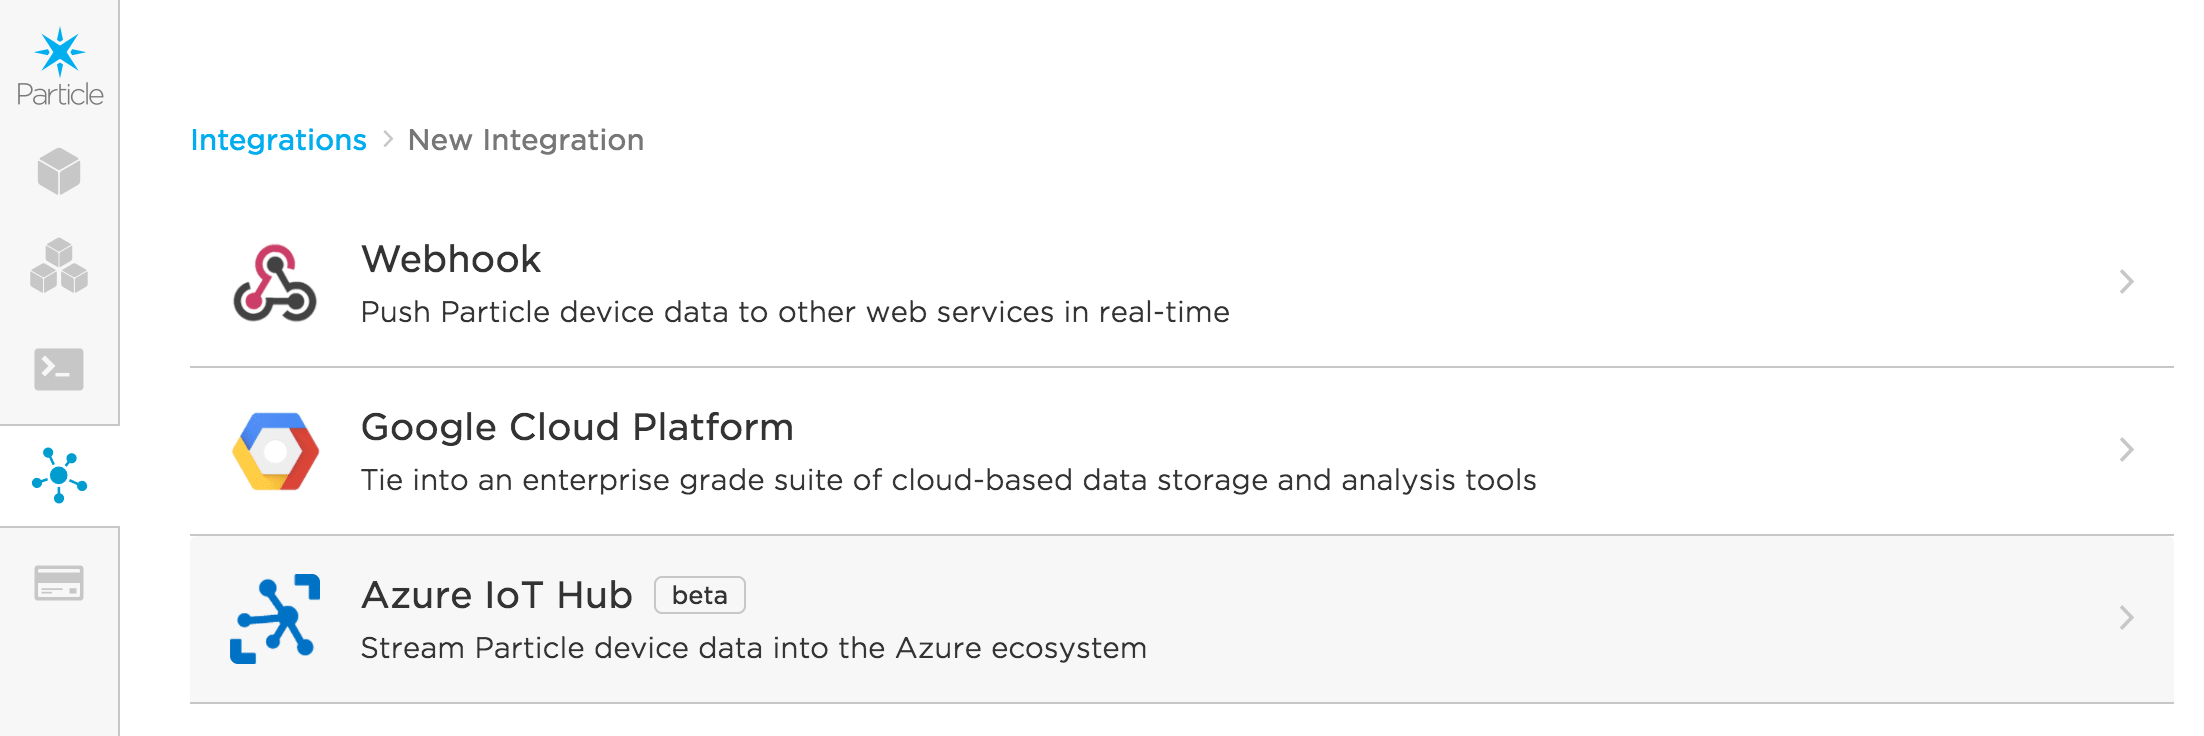 Particle
Integrations > New Integration
Webhook
Push Particle device data to other web services in real-time
Google Cloud Platform
Tie into an enterprise grade suite of cloud-based data storage and analysis tools
Azure IoT Hub beta
Stream Particle device data into the Azure ecosystem